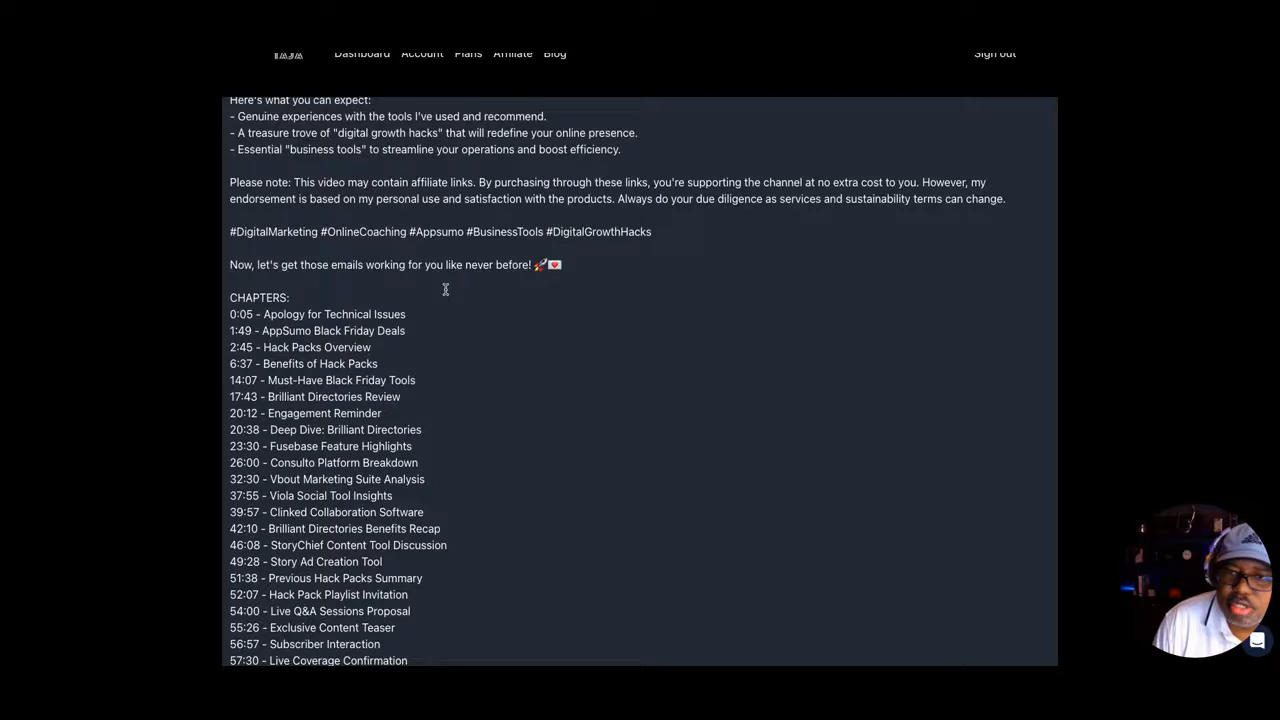 TAJA Dashboard Account Plans Affiliate Blog Sign out
Here's what you can expect:
- Genuine experiences with the tools I've used and recommend.
- A treasure trove of "digital growth hacks" that will redefine your online presence.
- Essential "business tools" to streamline your operations and boost efficiency.
Please note: This video may contain affiliate links. By purchasing through these links, you're supporting the channel at no extra cost to you. However, my
endorsement is based on my personal use and satisfaction with the products. Always do your due diligence as services and sustainability terms can change.
#DigitalMarketing #OnlineCoaching #Appsumo #BusinessTools #DigitalGrowthHacks
Now, let's get those emails working for you like never before! 🚀💌
CHAPTERS:
0:05 - Apology for Technical Issues
1:49 - AppSumo Black Friday Deals
2:45 - Hack Packs Overview
6:37 - Benefits of Hack Packs
14:07 - Must-Have Black Friday Tools
17:43 - Brilliant Directories Review
20:12 - Engagement Reminder
20:38 - Deep Dive: Brilliant Directories
23:30 - Fusebase Feature Highlights
26:00 - Consulto Platform Breakdown
32:30 - Vbout Marketing Suite Analysis
37:55 - Viola Social Tool Insights
39:57 - Clinked Collaboration Software
42:10 - Brilliant Directories Benefits Recap
46:08 - StoryChief Content Tool Discussion
49:28 - Story Ad Creation Tool
51:38 - Previous Hack Packs Summary
52:07 - Hack Pack Playlist Invitation
54:00 - Live Q&A Sessions Proposal
55:26 - Exclusive Content Teaser
56:57 - Subscriber Interaction
57:30 - Live Coverage Confirmation